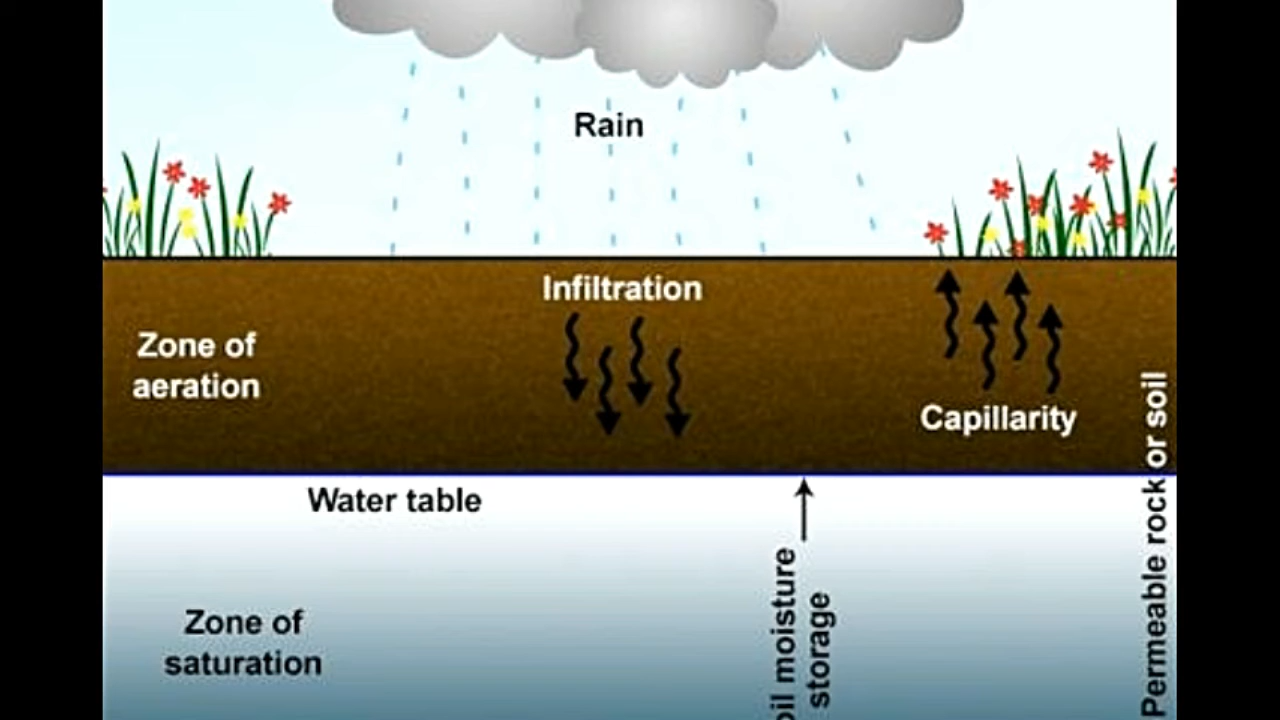 Rain
Infiltration
Zone of
aeration
Capillarity
Water table
Zone of
saturation
oil moisture
storage
Permeable rock or soil